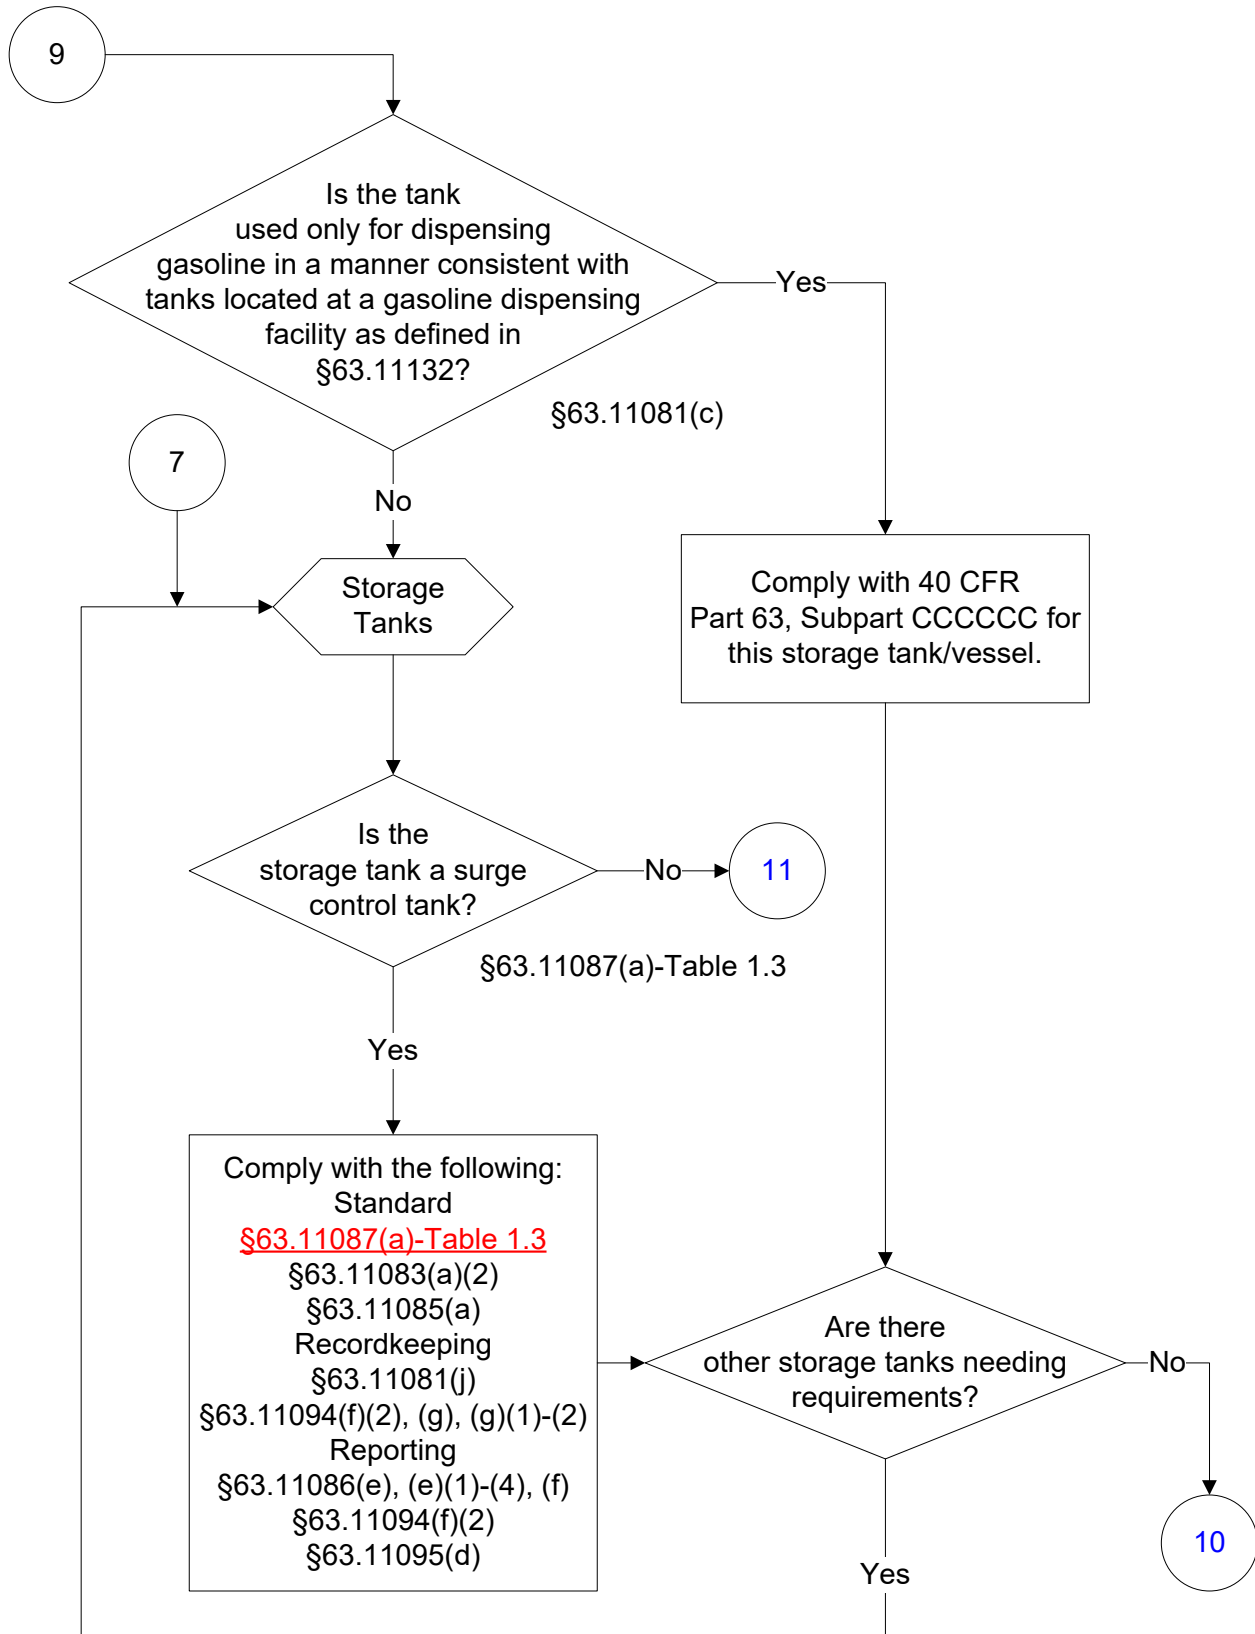 9
Is the tank
used only for dispensing
gasoline in a manner consistent with
tanks located at a gasoline dispensing
facility as defined in
§63.11132?
Yes
§63.11081(c)
7
No
Storage
Tanks
Comply with 40 CFR
Part 63, Subpart CCCCCC for
this storage tank/vessel.
Is the
storage tank a surge
control tank?
No
11
§63.11087(a)-Table 1.3
Yes
Comply with the following:
Standard
§63.11087(a)-Table 1.3
§63.11083(a)(2)
§63.11085(a)
Recordkeeping
§63.11081(j)
§63.11094(f)(2), (g), (g)(1)-(2)
Reporting
§63.11086(e), (e)(1)-(4), (f)
§63.11094(f)(2)
§63.11095(d)
Are there
other storage tanks needing
requirements?
No
10
Yes